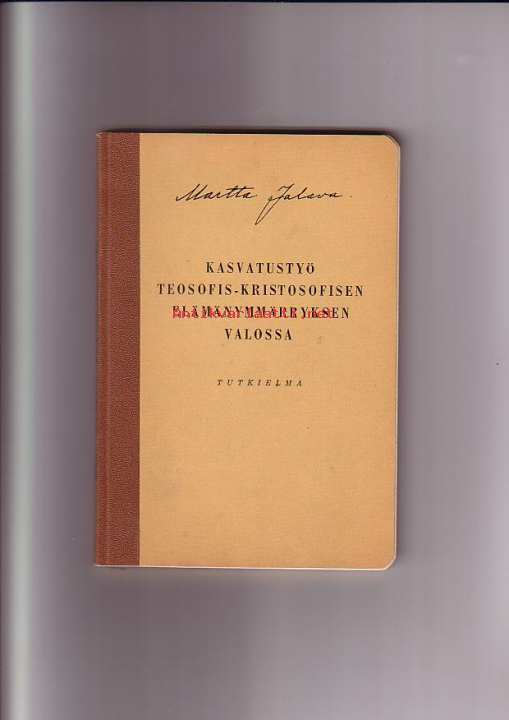 Martta Jalava.
KASVATUSTYÖ
TEOSOFIS-KRISTOSOFISEN
ELÄMÄNYMMÄRRYKSEN
VALOSSA
TUTKIELMA